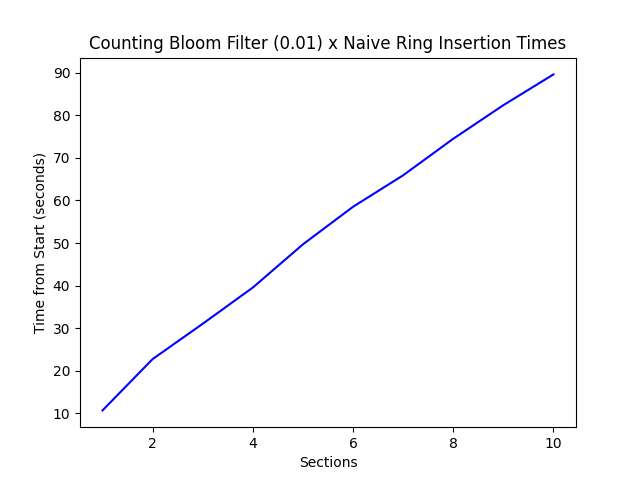 Counting Bloom Filter (0.01) x Naive Ring Insertion Times
90
80
70
60
50
40
30
20
10
Time from Start (seconds)
2 4 6 8 10
Sections